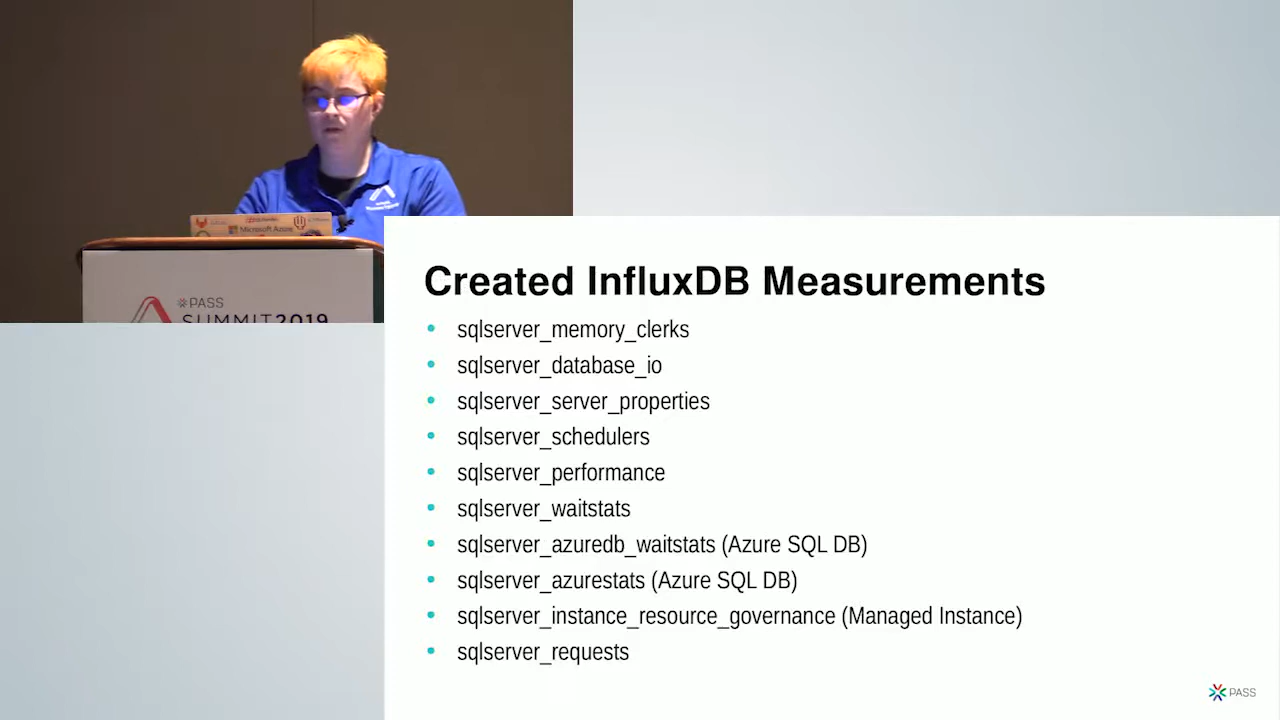 Microsoft Azure
PASS
SUMMIT 2019
Created InfluxDB Measurements
• sqlserver_memory_clerks
• sqlserver_database_io
• sqlserver_server_properties
• sqlserver_schedulers
• sqlserver_performance
• sqlserver_waitstats
• sqlserver_azuredb_waitstats (Azure SQL DB)
• sqlserver_azurestats (Azure SQL DB)
• sqlserver_instance_resource_governance (Managed Instance)
• sqlserver_requests
PASS